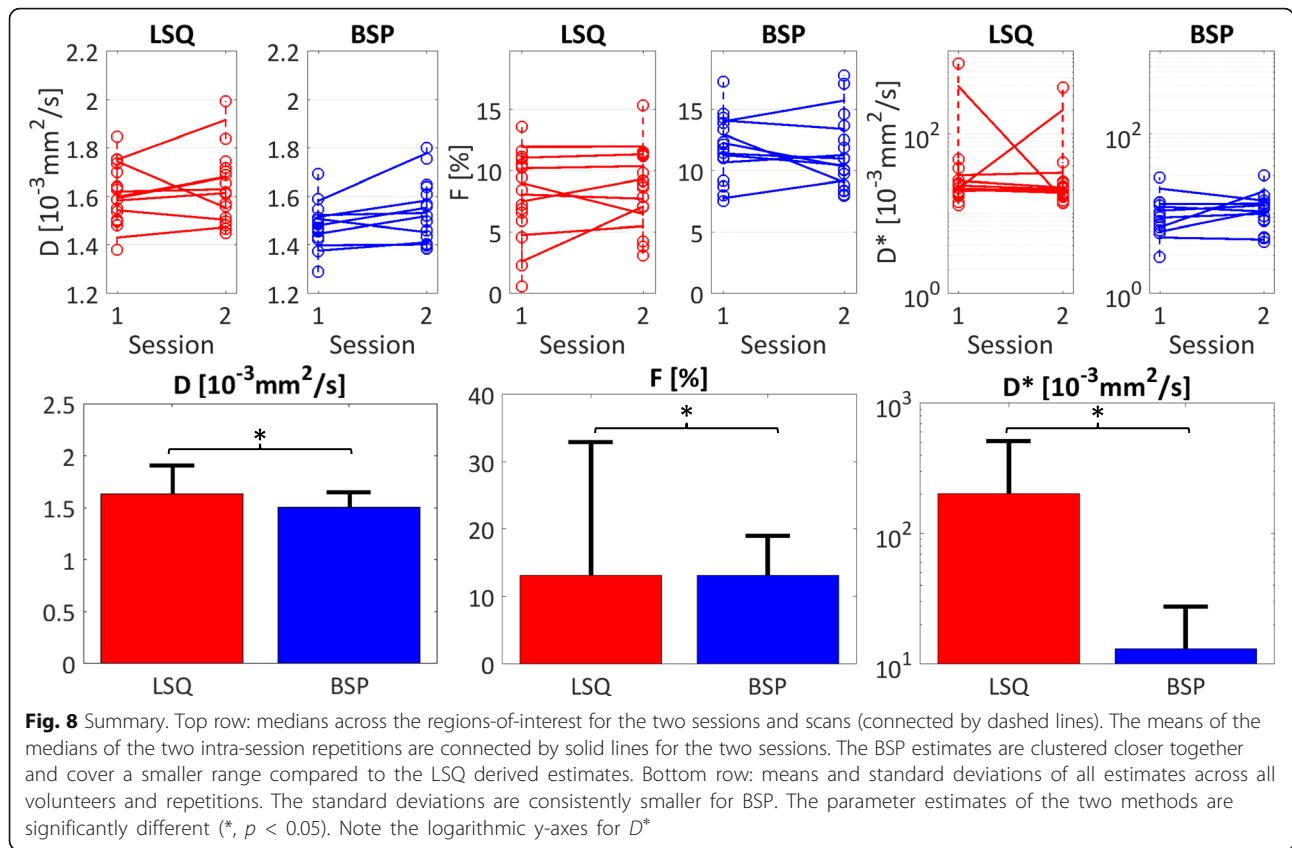 LSQ BSP LSQ BSP LSQ BSP
D [10⁻³mm²/s]
2.2
2
1.8
1.6
1.4
1.2
1 2
Session
2.2
2
1.8
1.6
1.4
1.2
1 2
Session
F [%]
15
10
5
0
1 2
Session
15
10
5
0
1 2
Session
D* [10⁻³mm²/s]
10²
10⁰
1 2
Session
10²
10⁰
1 2
Session
D [10⁻³mm²/s]
2.5
2
1.5
1
0.5
0
*
LSQ BSP
F [%]
40
30
20
10
0
*
LSQ BSP
D* [10⁻³mm²/s]
10³
10²
10¹
*
LSQ BSP
Fig. 8 Summary. Top row: medians across the regions-of-interest for the two sessions and scans (connected by dashed lines). The means of the
medians of the two intra-session repetitions are connected by solid lines for the two sessions. The BSP estimates are clustered closer together
and cover a smaller range compared to the LSQ derived estimates. Bottom row: means and standard deviations of all estimates across all
volunteers and repetitions. The standard deviations are consistently smaller for BSP. The parameter estimates of the two methods are
significantly different (*, p < 0.05). Note the logarithmic y-axes for D*